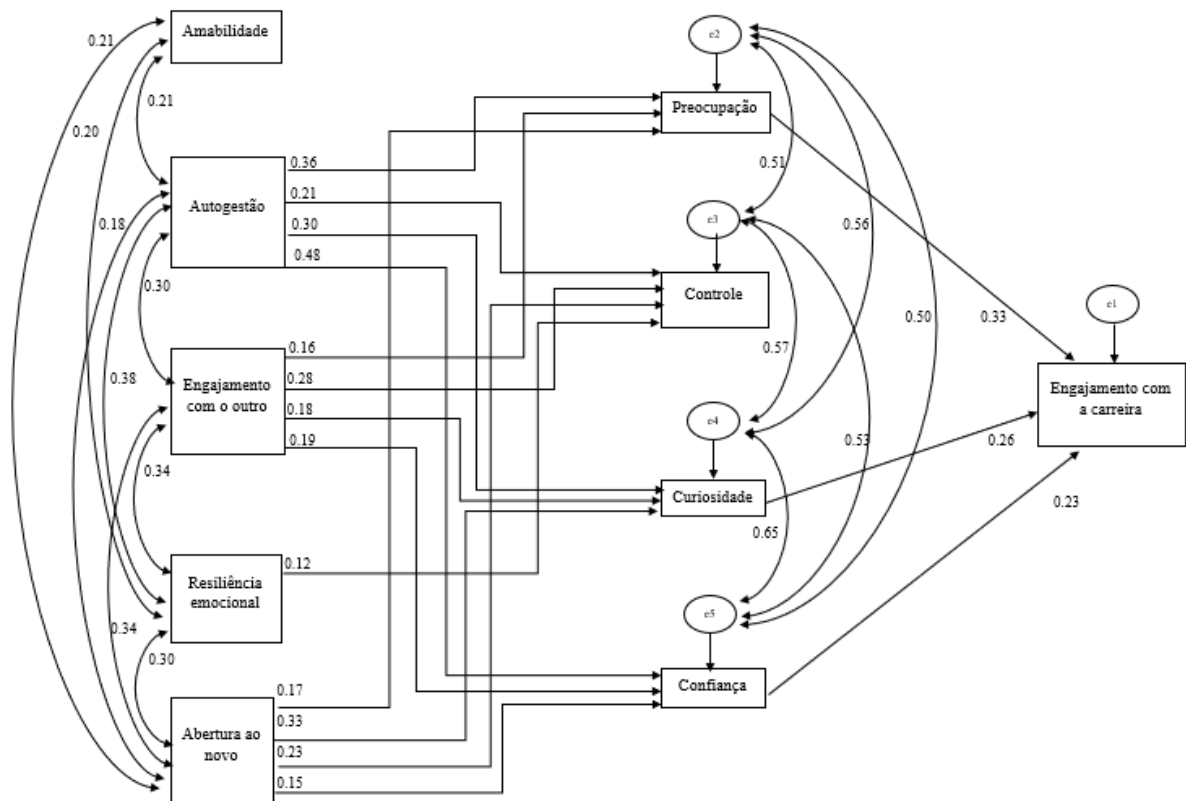 0.21
Amabilidade
0.21
0.20
0.18
Autogestão
0.36
0.21
0.30
0.48
0.30
Engajamento
com o outro
0.16
0.28
0.18
0.19
0.38
0.34
Resiliência
emocional
0.12
0.34
0.30
Abertura ao
novo
0.17
0.33
0.23
0.15
e2
Preocupação
0.51
e3
0.56
Controle
0.57
0.50
e4
0.53
Curiosidade
0.65
e5
Confiança
0.33
e1
Engajamento com
a carreira
0.26
0.23